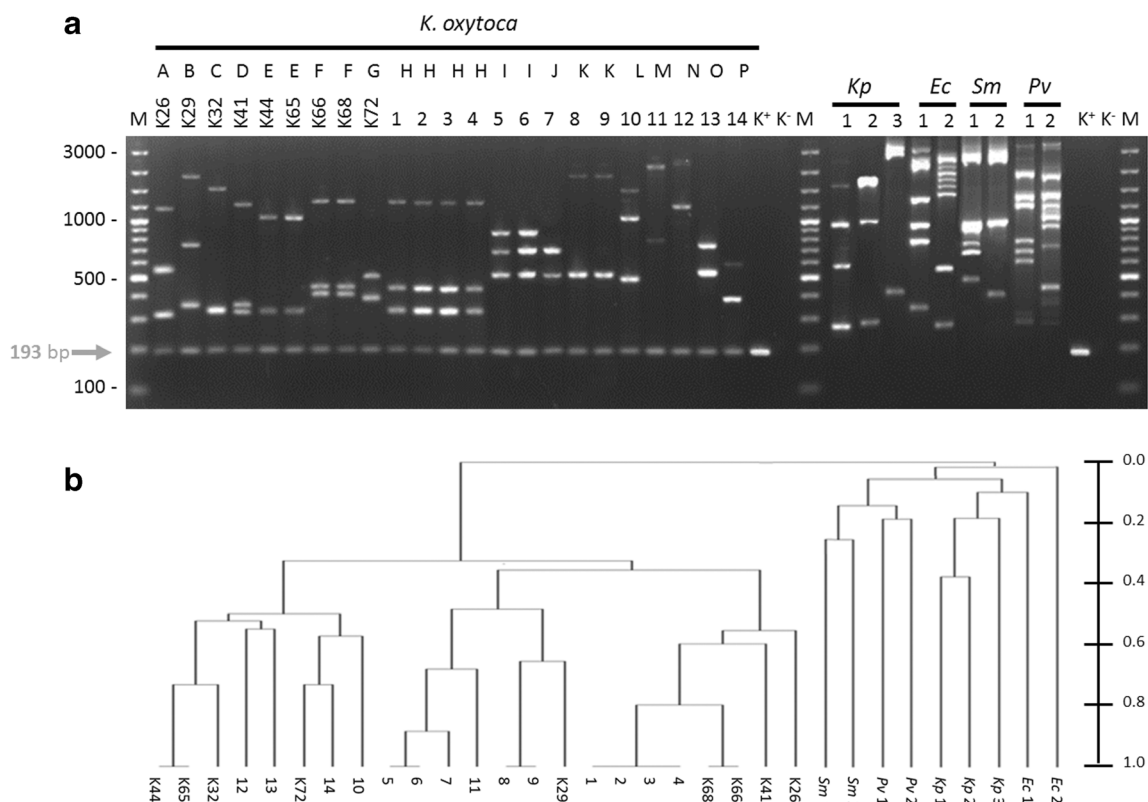 a
K. oxytoca
A B C D E E F F G H H H H I I J K K L M N O P
Kp Ec Sm Pv
M K26 K29 K32 K41 K44 K65 K66 K68 K72 1 2 3 4 5 6 7 8 9 10 11 12 13 14 K+ K- M 1 2 3 1 2 1 2 1 2 K+ K- M
3000 -
1000 -
500 -
193 bp
100 -
b
0.0
0.2
0.4
0.6
0.8
1.0
K44 K65 K32 12 13 K72 14 10 5 6 7 11 8 9 K29 1 2 3 4 K68 K66 K41 K26 Sm Sm Pv 1 Pv 2 Kp 1 Kp 2 Kp 3 Ec 1 Ec 2